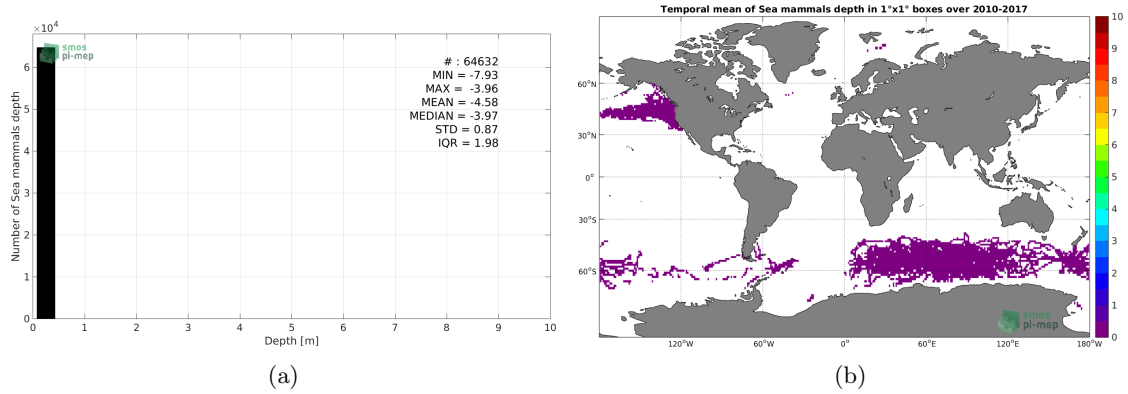 ×10⁴
smos
pi-mep
# : 64632
MIN = -7.93
MAX = -3.96
MEAN = -4.58
MEDIAN = -3.97
STD = 0.87
IQR = 1.98
Number of Sea mammals depth
6
5
4
3
2
1
0
0 1 2 3 4 5 6 7 8 9 10
Depth [m]
(a)
Temporal mean of Sea mammals depth in 1°x1° boxes over 2010-2017
60°N
30°N
0°
30°S
60°S
120°W 60°W 0° 60°E 120°E 180°W
smos
pi-mep
10
9
8
7
6
5
4
3
2
1
0
(b)